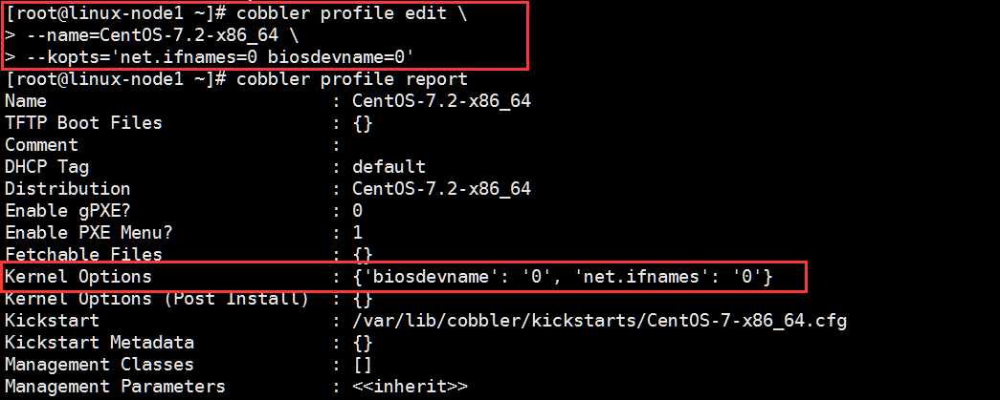 [root@linux-node1 ~]# cobbler profile edit \
> --name=CentOS-7.2-x86_64 \
> --kopts='net.ifnames=0 biosdevname=0'
[root@linux-node1 ~]# cobbler profile report
Name                           : CentOS-7.2-x86_64
TFTP Boot Files                : {}
Comment                        :
DHCP Tag                       : default
Distribution                   : CentOS-7.2-x86_64
Enable gPXE?                   : 0
Enable PXE Menu?               : 1
Fetchable Files                : {}
Kernel Options                 : {'biosdevname': '0', 'net.ifnames': '0'}
Kernel Options (Post Install)  : {}
Kickstart                      : /var/lib/cobbler/kickstarts/CentOS-7-x86_64.cfg
Kickstart Metadata             : {}
Management Classes             : []
Management Parameters          : <<inherit>>